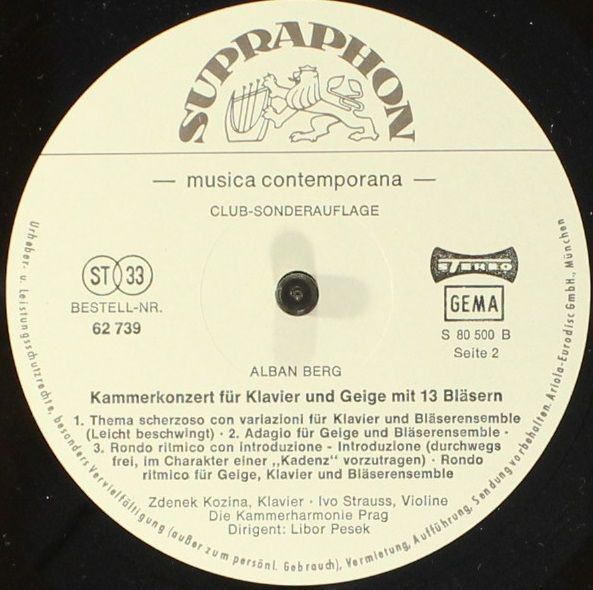 SUPRAPHON
— musica contemporana —
CLUB-SONDERAUFLAGE
ST 33
BESTELL-NR.
62 739
STEREO
GEMA
S 80 500 B
Seite 2
ALBAN BERG
Kammerkonzert für Klavier und Geige mit 13 Bläsern
1. Thema scherzoso con variazioni für Klavier und Bläserensemble
(Leicht beschwingt) · 2. Adagio für Geige und Bläserensemble ·
3. Rondo ritmico con introduzione - Introduzione (durchwegs
frei, im Charakter einer „Kadenz" vorzutragen) · Rondo
ritmico für Geige, Klavier und Bläserensemble
Zdenek Kozina, Klavier · Ivo Strauss, Violine
Die Kammerharmonie Prag
Dirigent: Libor Pesek
Urheber- u. Leistungsschutzrechte, besonders Vervielfältigung (außer zum persönl. Gebrauch), Vermietung, Aufführung, Sendung vorbehalten. Ariola-Eurodisc GmbH., München